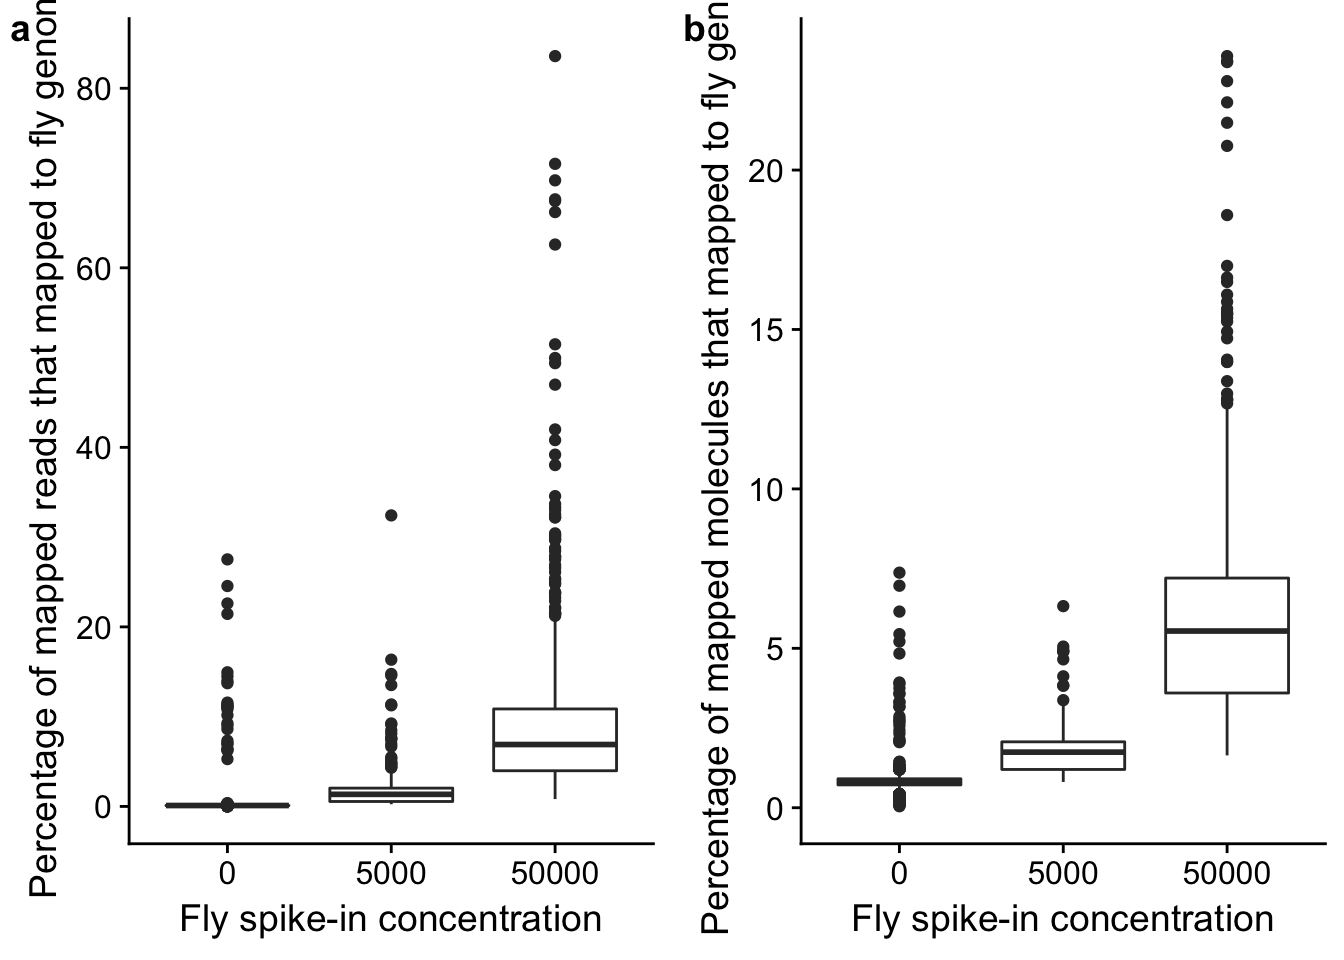 a
Percentage of mapped reads that mapped to fly
80
60
40
20
0
0 5000 50000
Fly spike-in concentration
b
Percentage of mapped molecules that mapped to fly
20
15
10
5
0
0 5000 50000
Fly spike-in concentration